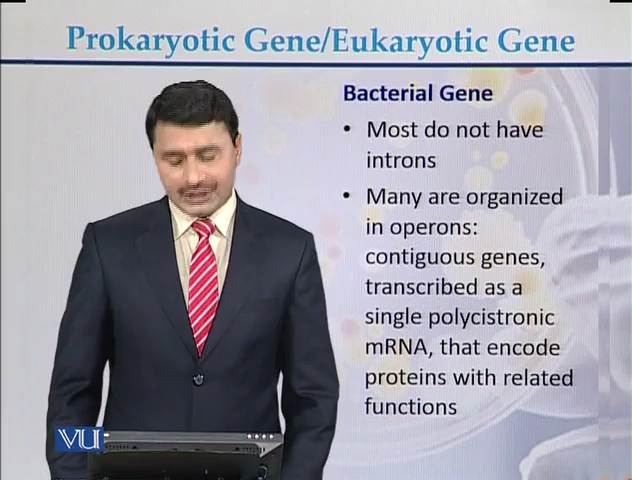 Prokaryotic Gene/Eukaryotic Gene
Bacterial Gene
• Most do not have
introns
• Many are organized
in operons:
contiguous genes,
transcribed as a
single polycistronic
mRNA, that encode
proteins with related
functions
VU